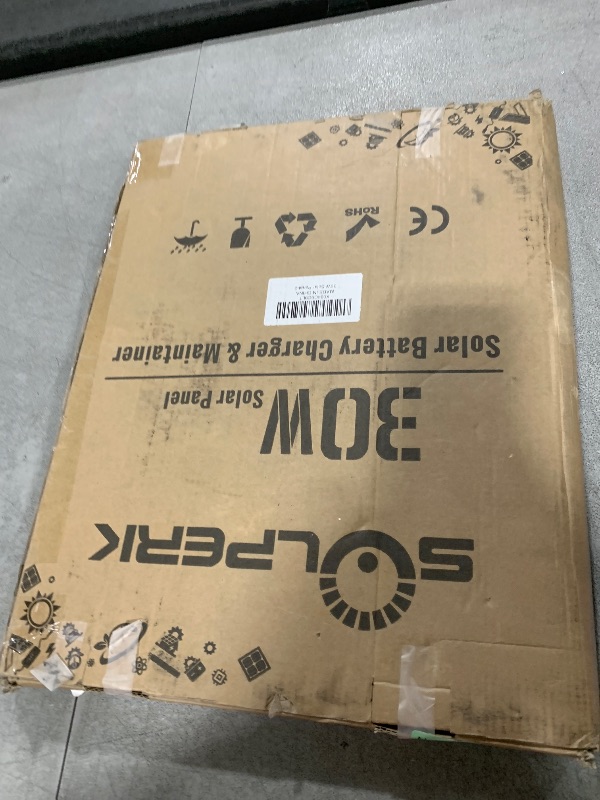 SOLPERK
30W Solar Panel
Solar Battery Charger & Maintainer
CE RoHS